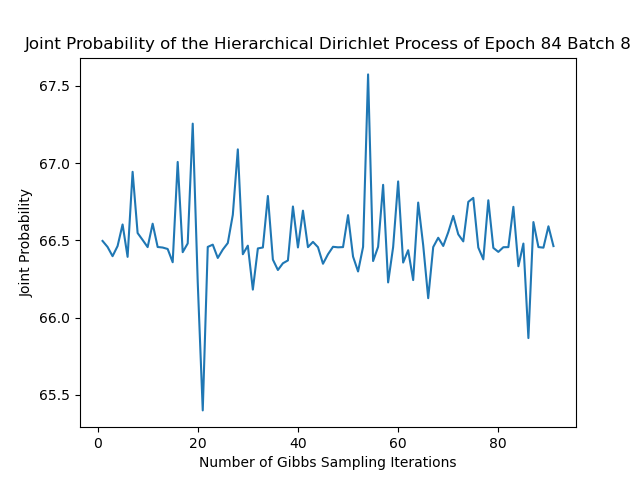 Joint Probability of the Hierarchical Dirichlet Process of Epoch 84 Batch 8
67.5
67.0
66.5
66.0
65.5
Joint Probability
0 20 40 60 80
Number of Gibbs Sampling Iterations